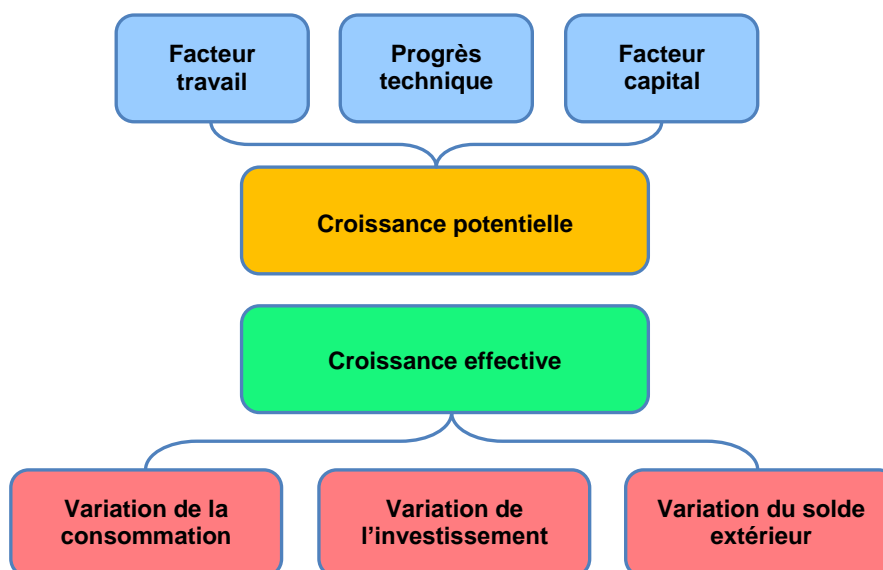 Facteur
travail
Progrès
technique
Facteur
capital
Croissance potentielle
Croissance effective
Variation de la
consommation
Variation de
l’investissement
Variation du solde
extérieur